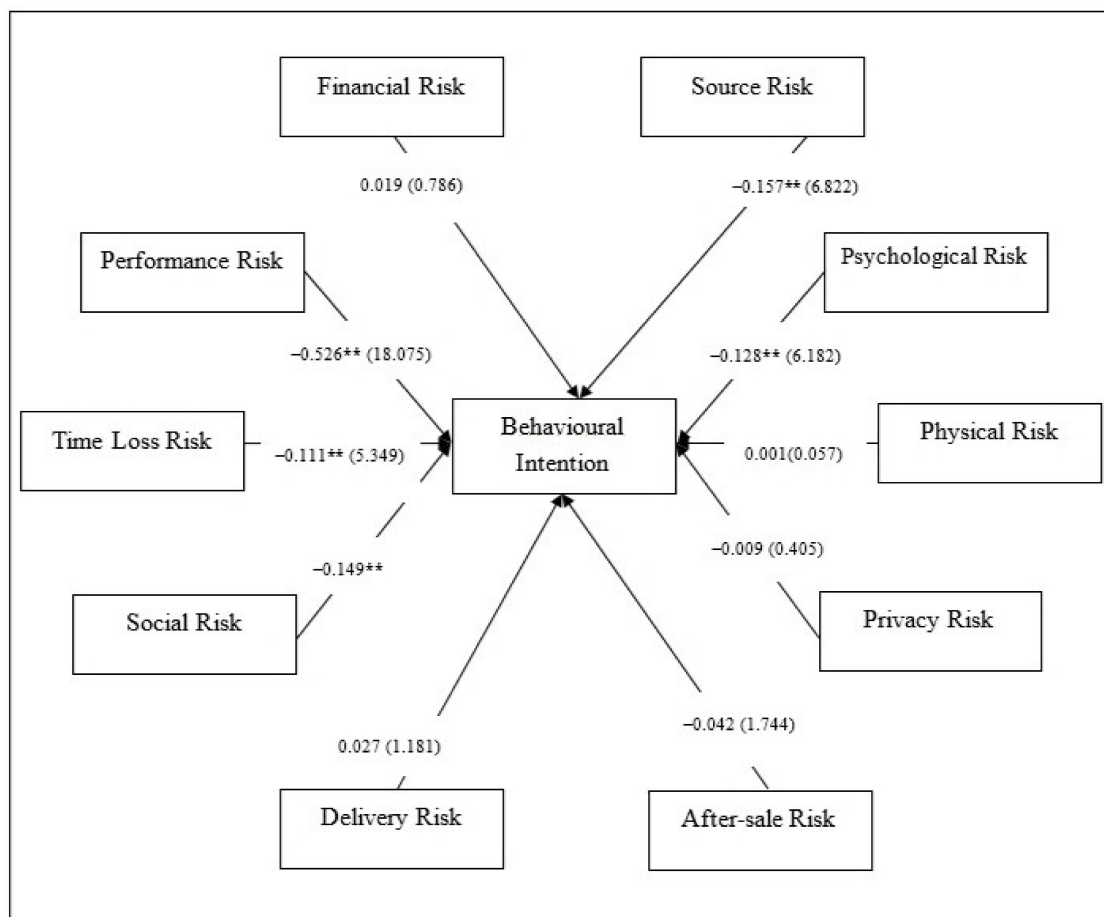 Financial Risk
Source Risk
0.019 (0.786)
−0.157** (6.822)
Performance Risk
Psychological Risk
−0.526** (18.075)
−0.128** (6.182)
Time Loss Risk
−0.111** (5.349)
Behavioural
Intention
0.001(0.057)
Physical Risk
−0.149**
−0.009 (0.405)
Social Risk
Privacy Risk
0.027 (1.181)
−0.042 (1.744)
Delivery Risk
After-sale Risk